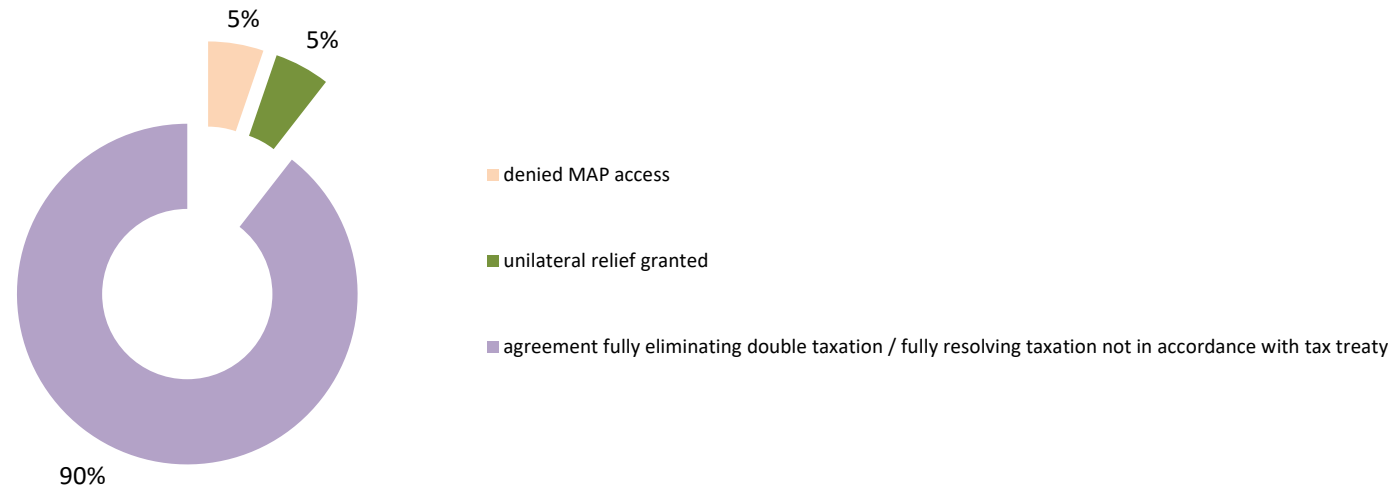 5%
5%
denied MAP access
unilateral relief granted
agreement fully eliminating double taxation / fully resolving taxation not in accordance with tax treaty
90%